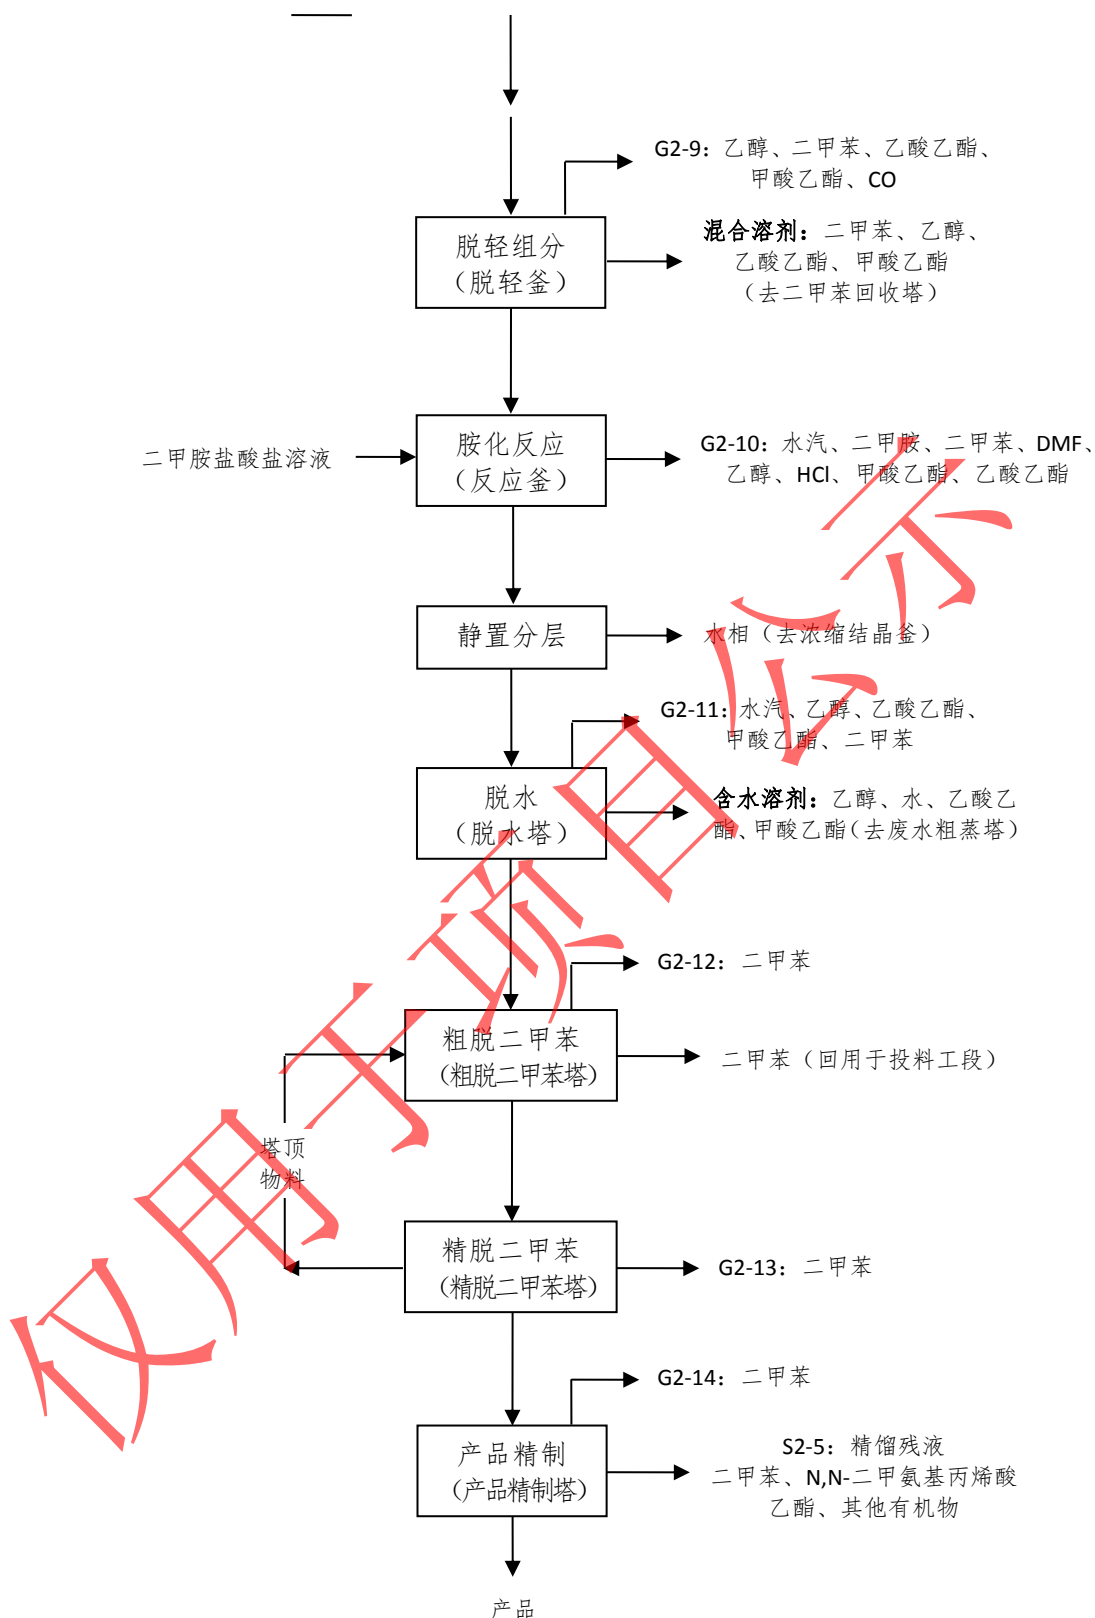 G2-9：乙醇、二甲苯、乙酸乙酯、
甲酸乙酯、CO
脱轻组分
（脱轻釜）
混合溶剂：二甲苯、乙醇、
乙酸乙酯、甲酸乙酯
（去二甲苯回收塔）
二甲胺盐酸盐溶液
胺化反应
（反应釜）
G2-10：水汽、二甲胺、二甲苯、DMF、
乙醇、HCl、甲酸乙酯、乙酸乙酯
静置分层
水相（去浓缩结晶釜）
G2-11：水汽、乙醇、乙酸乙酯、
甲酸乙酯、二甲苯
脱水
（脱水塔）
含水溶剂：乙醇、水、乙酸乙
酯、甲酸乙酯（去废水粗蒸塔）
G2-12：二甲苯
粗脱二甲苯
（粗脱二甲苯塔）
二甲苯（回用于投料工段）
塔顶
物料
精脱二甲苯
（精脱二甲苯塔）
G2-13：二甲苯
G2-14：二甲苯
产品精制
（产品精制塔）
S2-5：精馏残液
二甲苯、N,N-二甲氨基丙烯酸
乙酯、其他有机物
产品
仅用于项目公示